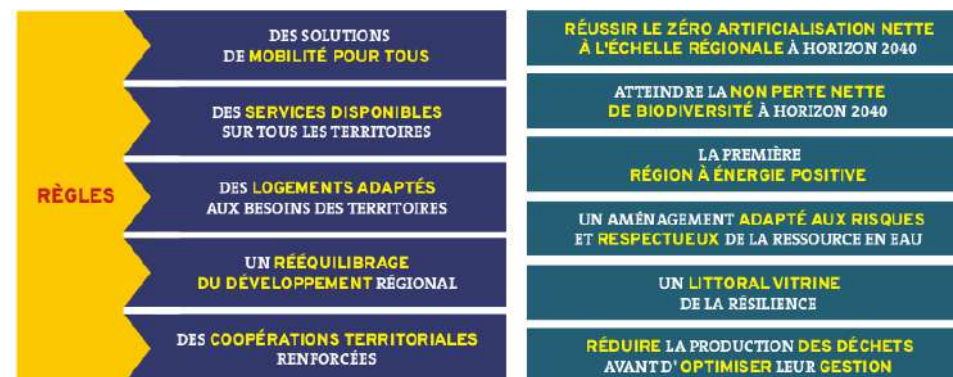 RÈGLES
DES SOLUTIONS
DE MOBILITÉ POUR TOUS
DES SERVICES DISPONIBLES
SUR TOUS LES TERRITOIRES
DES LOGEMENTS ADAPTÉS
AUX BESOINS DES TERRITOIRES
UN RÉÉQUILIBRAGE
DU DÉVELOPPEMENT RÉGIONAL
DES COOPÉRATIONS TERRITORIALES
RENFORCÉES
RÉUSSIR LE ZÉRO ARTIFICIALISATION NETTE
À L'ÉCHELLE RÉGIONALE À HORIZON 2040
ATTEINDRE LA NON PERTE NETTE
DE BIODIVERSITÉ À HORIZON 2040
LA PREMIÈRE
RÉGION À ÉNERGIE POSITIVE
UN AMÉNAGEMENT ADAPTÉ AUX RISQUES
ET RESPECTUEUX DE LA RESSOURCE EN EAU
UN LITTORAL VITRINE
DE LA RÉSILIENCE
RÉDUIRE LA PRODUCTION DES DÉCHETS
AVANT D'OPTIMISER LEUR GESTION